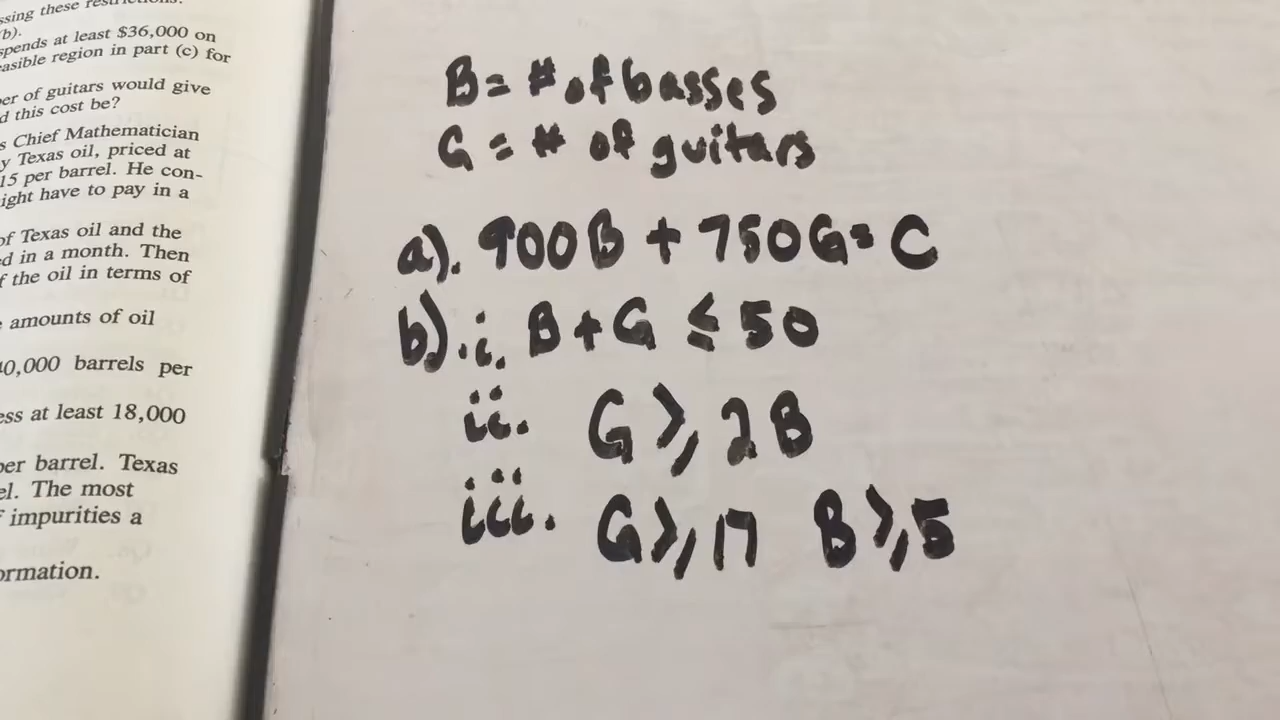 ssing these
b).
spends at least $36,000 on
easible region in part (c) for
er of guitars would give
d this cost be?
s Chief Mathematician
y Texas oil, priced at
15 per barrel. He con-
ight have to pay in a
of Texas oil and the
d in a month. Then
f the oil in terms of
amounts of oil
0,000 barrels per
ess at least 18,000
per barrel. Texas
el. The most
f impurities a
ormation.
B = # of basses
G = # of guitars
a). 900B + 750G = C
b). i. B + G ≤ 50
ii. G ⩾ 2B
iii. G ⩾ 17 B ⩾ 5